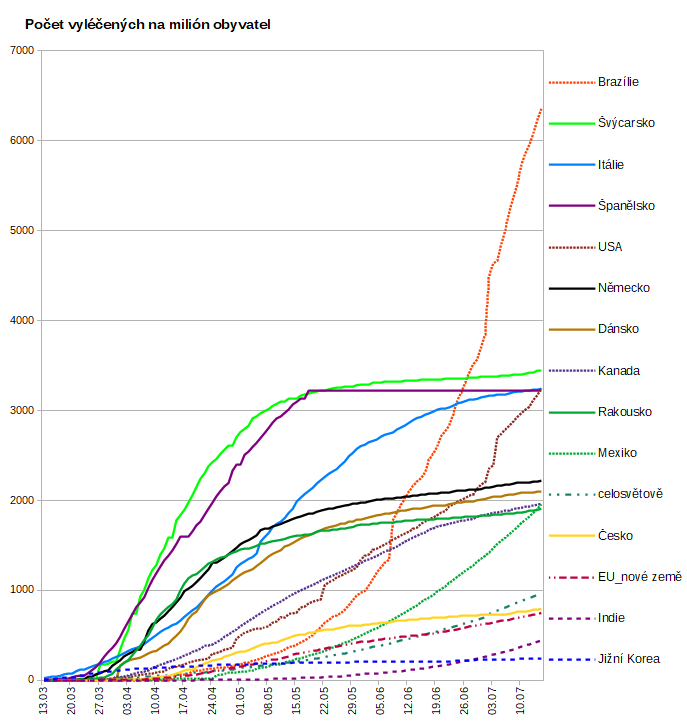 Počet vyléčených na milión obyvatel
7000
6000
5000
4000
3000
2000
1000
0
13.03
20.03
27.03
03.04
10.04
17.04
24.04
01.05
08.05
15.05
22.05
29.05
05.06
12.06
19.06
26.06
03.07
10.07
Brazílie
Švýcarsko
Itálie
Španělsko
USA
Německo
Dánsko
Kanada
Rakousko
Mexiko
celosvětově
Česko
EU_nové země
Indie
Jižní Korea